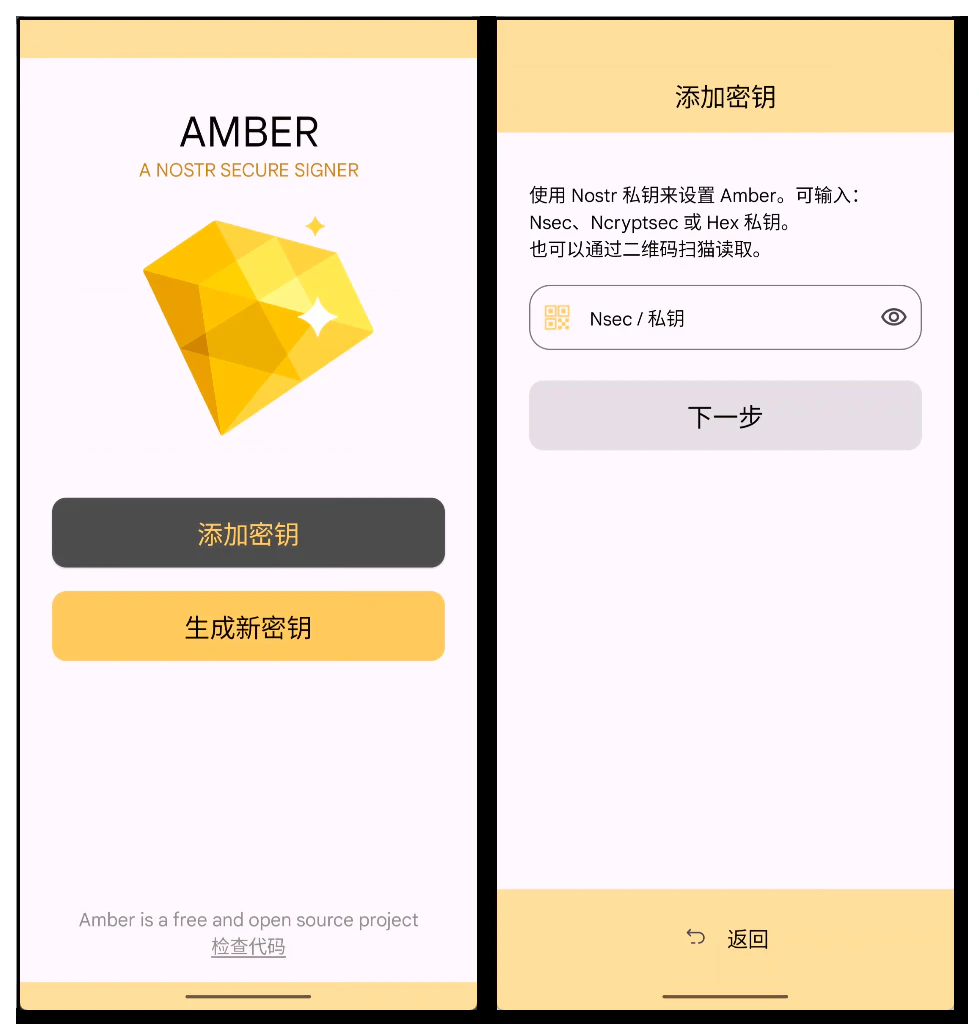 AMBER
A NOSTR SECURE SIGNER
添加密钥
生成新密钥
Amber is a free and open source project
检查代码
添加密钥
使用 Nostr 私钥来设置 Amber。可输入：
Nsec、Ncryptsec 或 Hex 私钥。
也可以通过二维码扫猫读取。
Nsec / 私钥
下一步
返回